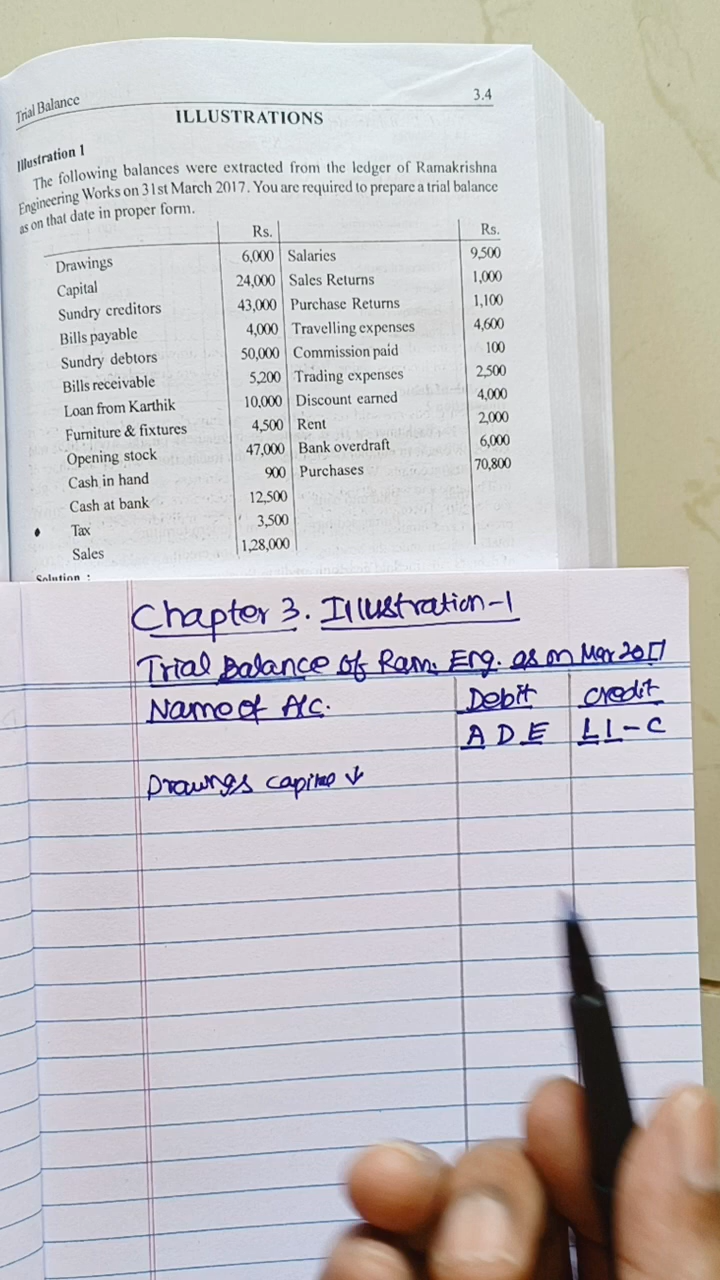 Trial Balance 3.4
ILLUSTRATIONS
Illustration 1
The following balances were extracted from the ledger of Ramakrishna
Engineering Works on 31st March 2017. You are required to prepare a trial balance
as on that date in proper form.
Rs. Rs.
Drawings 6,000 Salaries 9,500
Capital 24,000 Sales Returns 1,000
Sundry creditors 43,000 Purchase Returns 1,100
Bills payable 4,000 Travelling expenses 4,600
Sundry debtors 50,000 Commission paid 100
Bills receivable 5,200 Trading expenses 2,500
Loan from Karthik 10,000 Discount earned 4,000
Furniture & fixtures 4,500 Rent 2,000
Opening stock 47,000 Bank overdraft 6,000
Cash in hand 900 Purchases 70,800
Cash at bank 12,500
• Tax 3,500
Sales 1,28,000
Solution :
Chapter 3. Illustration-1
Trial Balance of Ram. Eng. as on Mar 2017
Name of A/C. Debit Credit
A D E L I - C
Drawings capital ↓